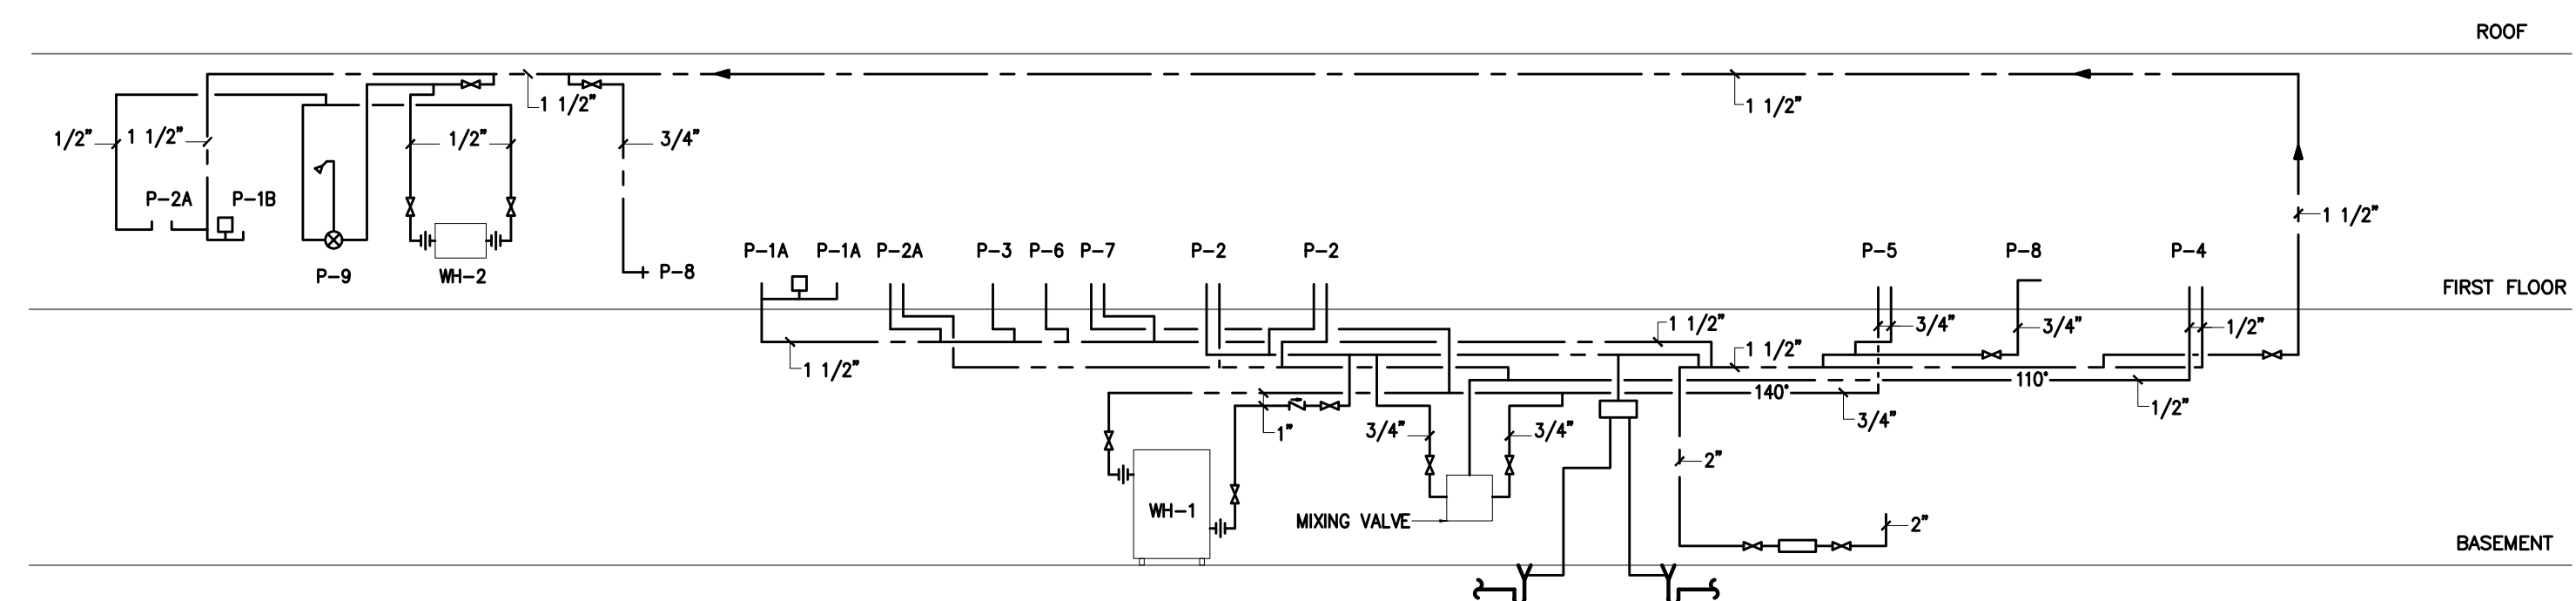 ROOF
1 1/2"
1 1/2"
1/2"
1 1/2"
1/2"
3/4"
P-2A
P-1B
1 1/2"
P-9
WH-2
P-8
P-1A
P-1A
P-2A
P-3
P-6
P-7
P-2
P-2
P-5
P-8
P-4
FIRST FLOOR
1 1/2"
3/4"
3/4"
1/2"
1 1/2"
1 1/2"
110°
140°
1/2"
3/4"
1"
3/4"
3/4"
2"
WH-1
MIXING VALVE
2"
BASEMENT